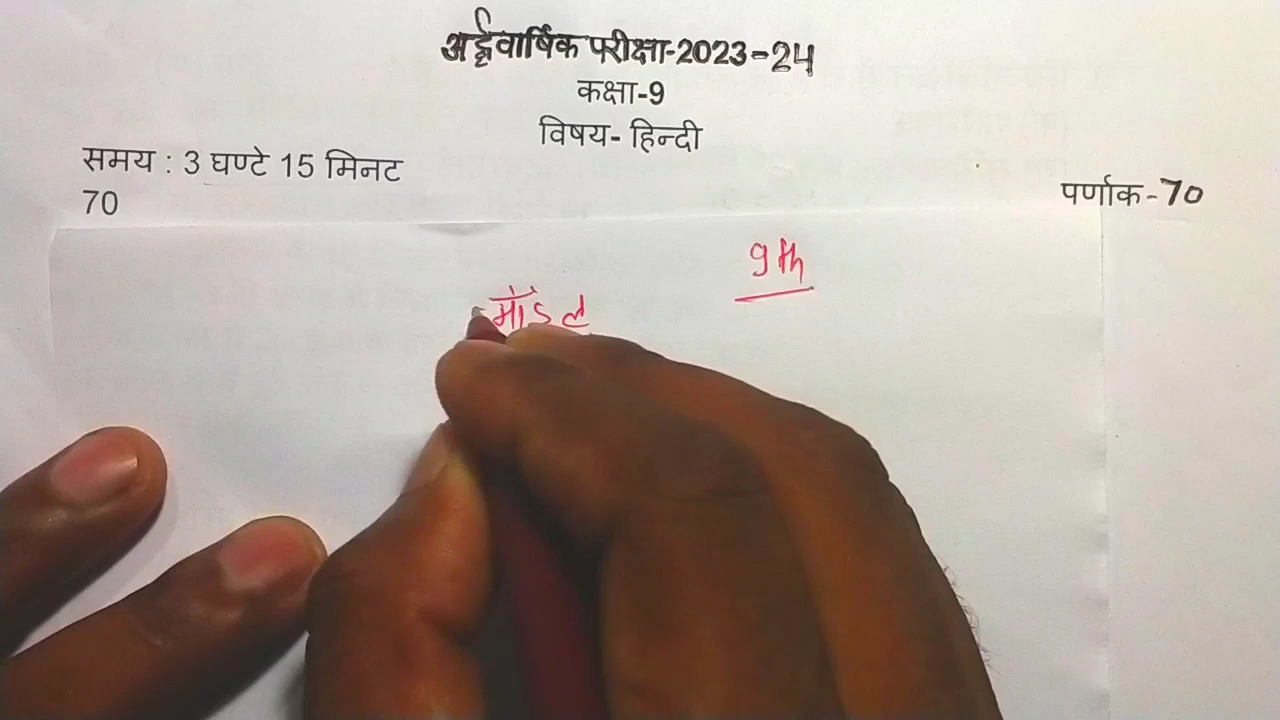 अर्द्धवार्षिक परीक्षा-2023-24
कक्षा-9
विषय- हिन्दी
समय : 3 घण्टे 15 मिनट
70
पर्णाक-70
9th
मॉडल